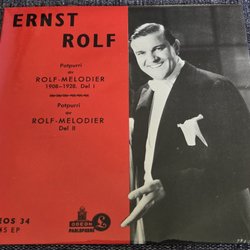 ERNST
ROLF
Potpurri
av
ROLF-MELODIER
1908-1928. Del I
Potpurri
av
ROLF-MELODIER
Del II
EOS 34
45 EP
ODEON
PARLOPHONE